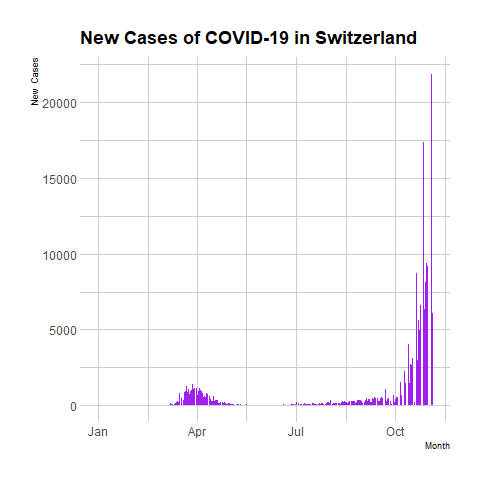 New Cases of COVID-19 in Switzerland
New Cases
20000
15000
10000
5000
0
Jan Apr Jul Oct
Month